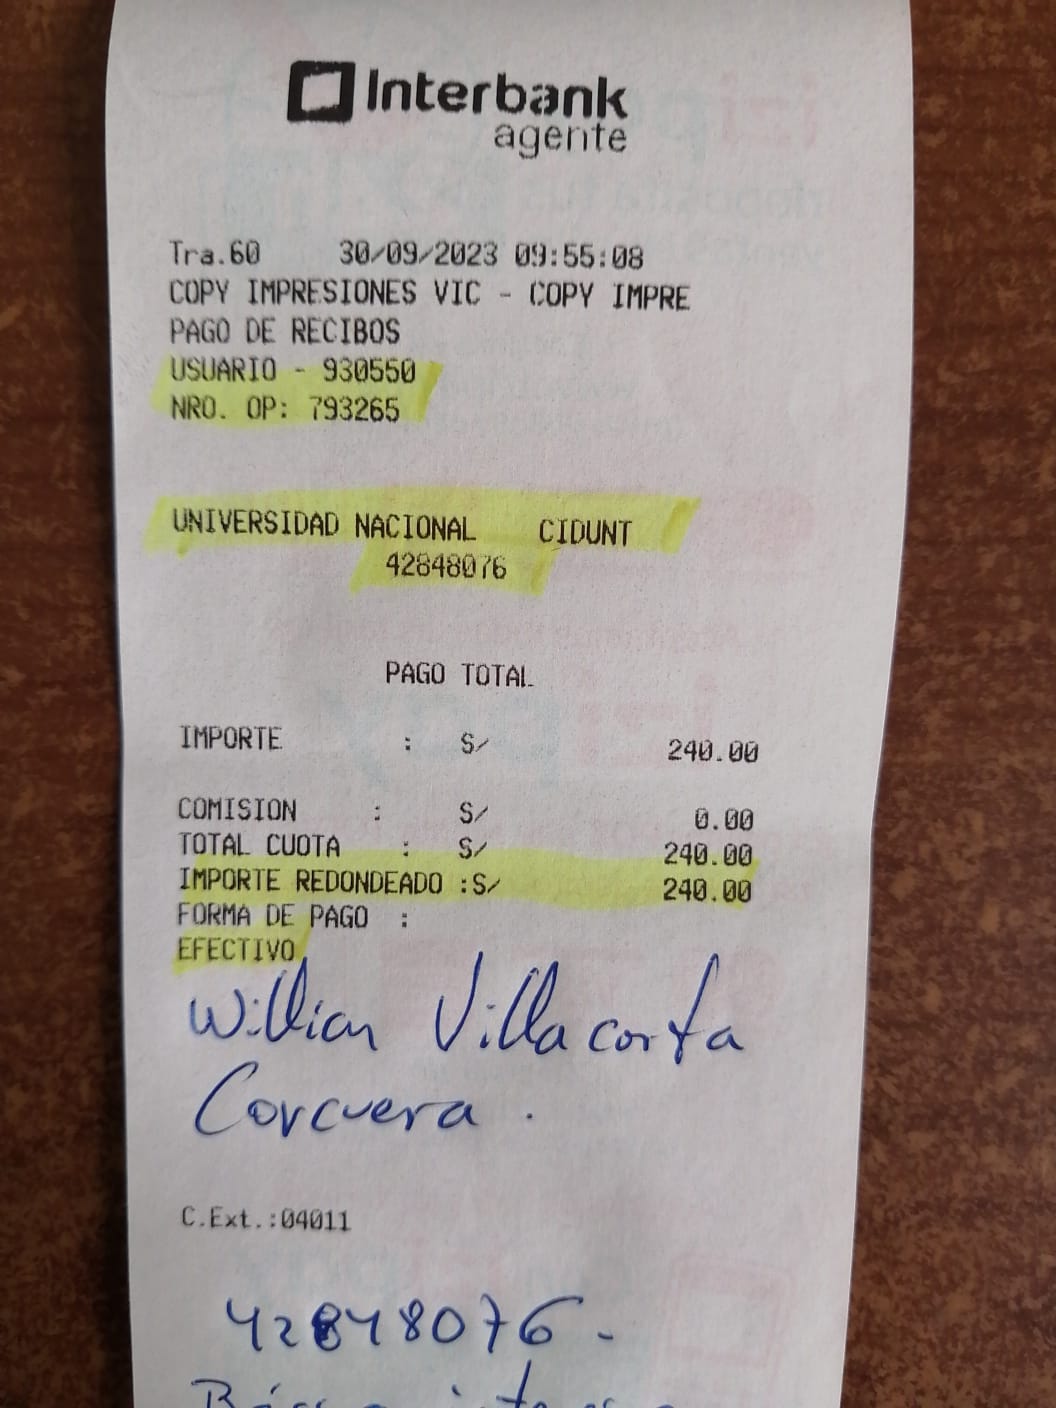 Interbank
agente
Tra.60 30/09/2023 09:55:08
COPY IMPRESIONES VIC - COPY IMPRE
PAGO DE RECIBOS
USUARIO - 930550
NRO. OP: 793265
UNIVERSIDAD NACIONAL CIDUNT
42848076
PAGO TOTAL
IMPORTE : S/ 240.00
COMISION : S/ 0.00
TOTAL CUOTA : S/ 240.00
IMPORTE REDONDEADO :S/ 240.00
FORMA DE PAGO :
EFECTIVO
Willian Villacorta
Corcuera.
C.Ext.:04011
42848076.